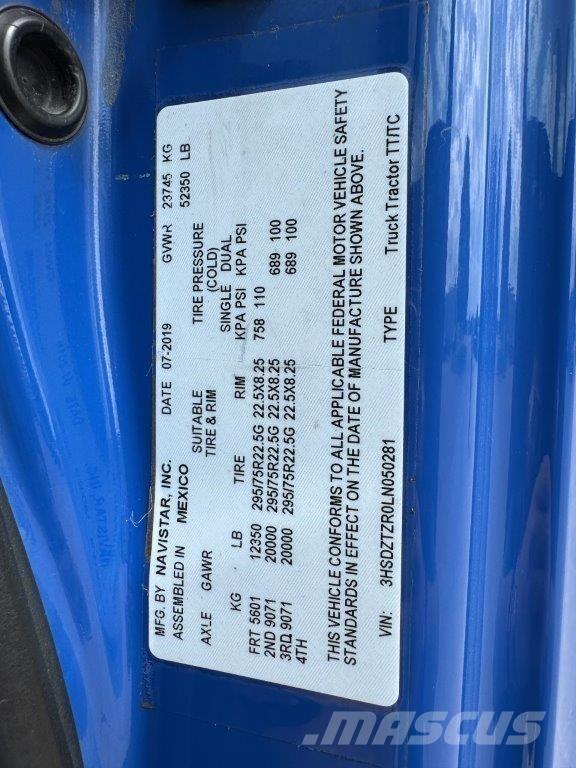 MFG. BY NAVISTAR, INC. DATE 07-2019 GVWR 23745 KG
ASSEMBLED IN MEXICO 52350 LB
SUITABLE TIRE PRESSURE
AXLE GAWR TIRE & RIM (COLD)
SINGLE DUAL
KG LB TIRE RIM KPA PSI KPA PSI
FRT 5601 12350 295/75R22.5G 22.5X8.25 758 110
2ND 9071 20000 295/75R22.5G 22.5X8.25 689 100
3RD 9071 20000 295/75R22.5G 22.5X8.25 689 100
4TH
THIS VEHICLE CONFORMS TO ALL APPLICABLE FEDERAL MOTOR VEHICLE SAFETY
STANDARDS IN EFFECT ON THE DATE OF MANUFACTURE SHOWN ABOVE.
VIN: 3HSDZTZR0LN050281 TYPE Truck Tractor TT/TC
MASCUS